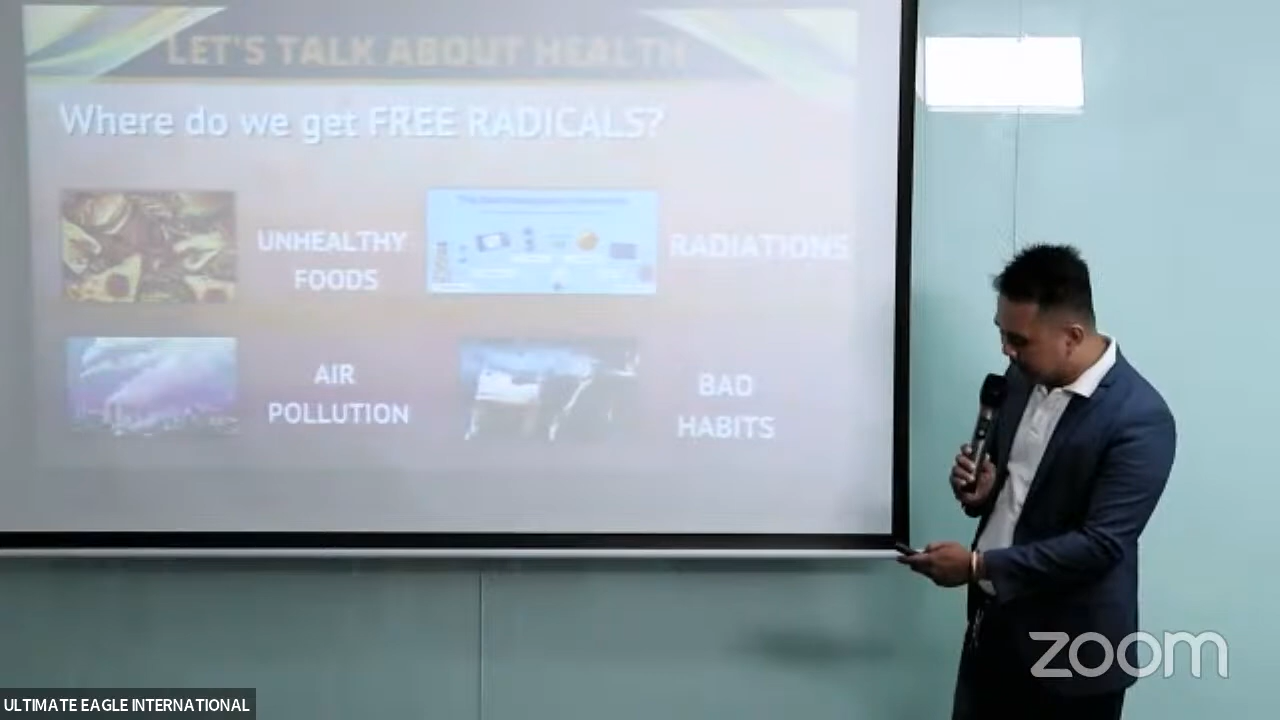 LET'S TALK ABOUT HEALTH
Where do we get FREE RADICALS?
UNHEALTHY
FOODS
RADIATIONS
AIR
POLLUTION
BAD
HABITS
zoom
ULTIMATE EAGLE INTERNATIONAL